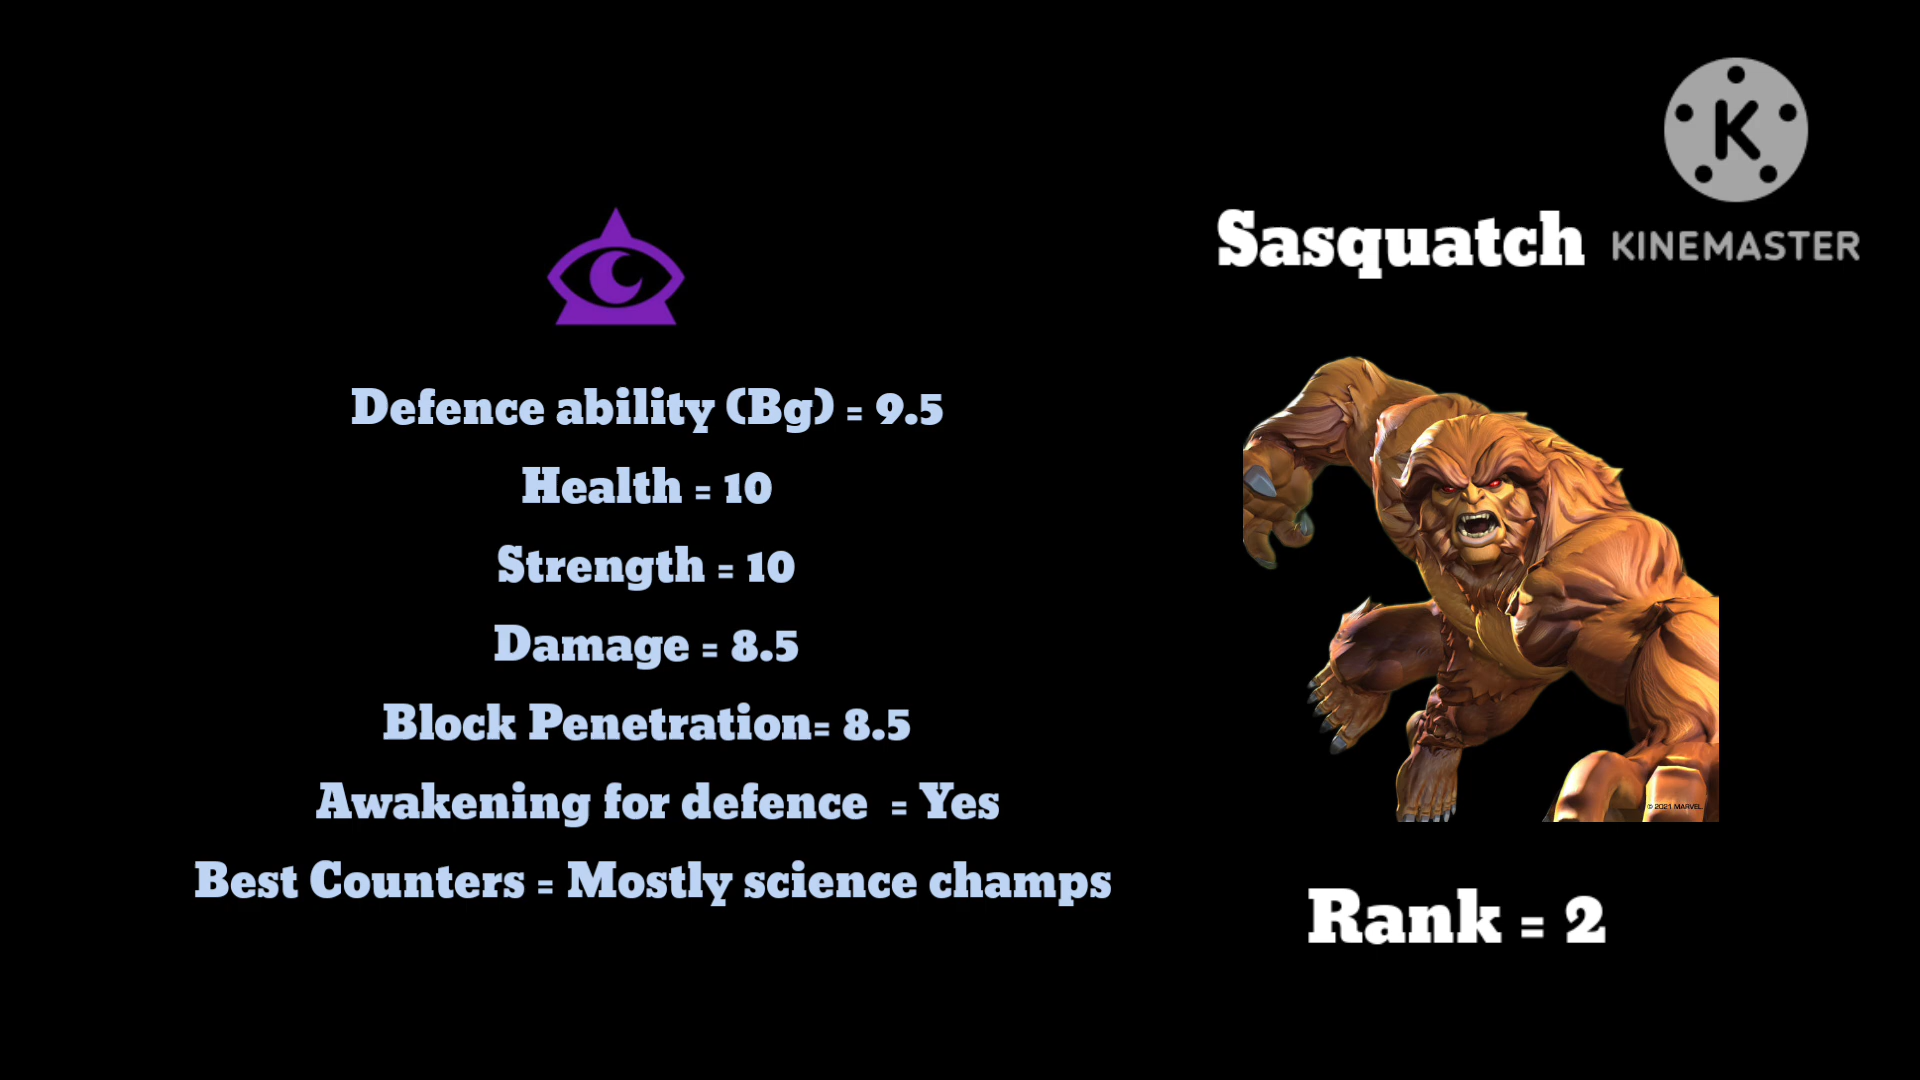 K
Sasquatch
KINEMASTER
Defence ability (Bg) = 9.5
Health = 10
Strength = 10
Damage = 8.5
Block Penetration= 8.5
Awakening for defence  = Yes
Best Counters = Mostly science champs
© 2021 MARVEL
Rank = 2